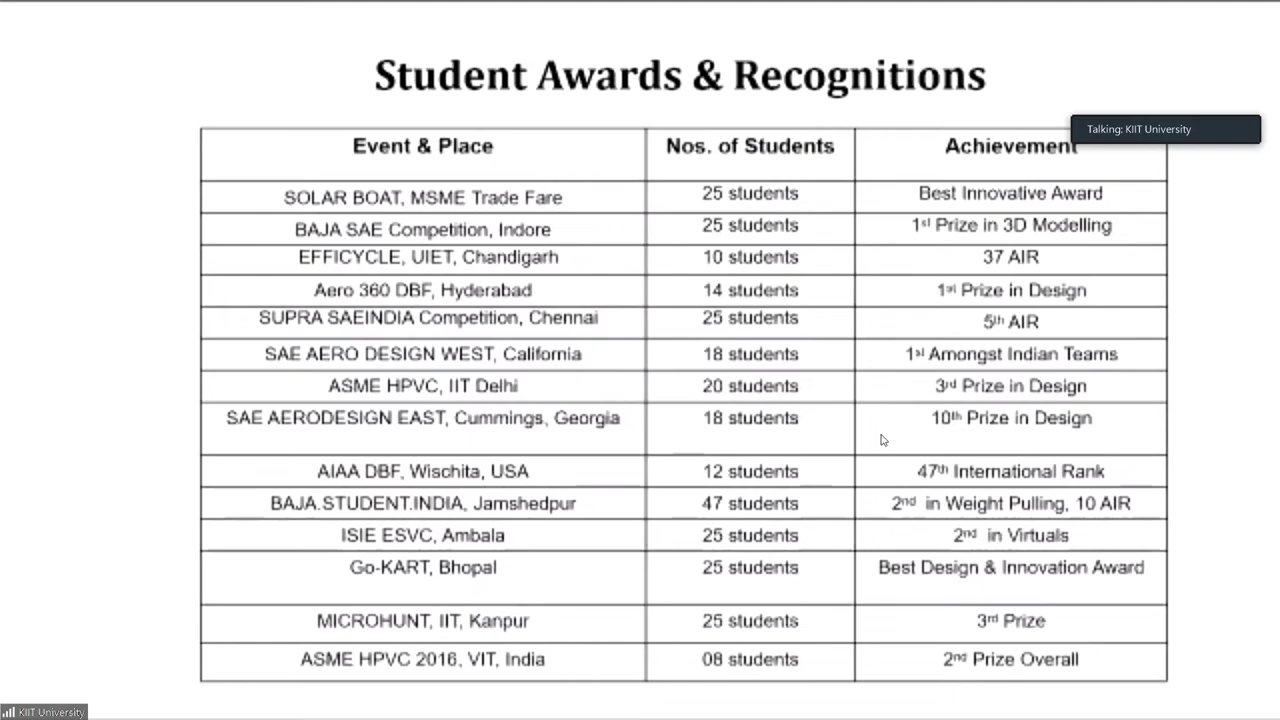 Student Awards & Recognitions
Talking: KIIT University
Event & Place Nos. of Students Achievement
SOLAR BOAT, MSME Trade Fare 25 students Best Innovative Award
BAJA SAE Competition, Indore 25 students 1st Prize in 3D Modelling
EFFICYCLE, UIET, Chandigarh 10 students 37 AIR
Aero 360 DBF, Hyderabad 14 students 1st Prize in Design
SUPRA SAEINDIA Competition, Chennai 25 students 5th AIR
SAE AERO DESIGN WEST, California 18 students 1st Amongst Indian Teams
ASME HPVC, IIT Delhi 20 students 3rd Prize in Design
SAE AERODESIGN EAST, Cummings, Georgia 18 students 10th Prize in Design
AIAA DBF, Wischita, USA 12 students 47th International Rank
BAJA.STUDENT.INDIA, Jamshedpur 47 students 2nd in Weight Pulling, 10 AIR
ISIE ESVC, Ambala 25 students 2nd in Virtuals
Go-KART, Bhopal 25 students Best Design & Innovation Award
MICROHUNT, IIT, Kanpur 25 students 3rd Prize
ASME HPVC 2016, VIT, India 08 students 2nd Prize Overall
KIIT University